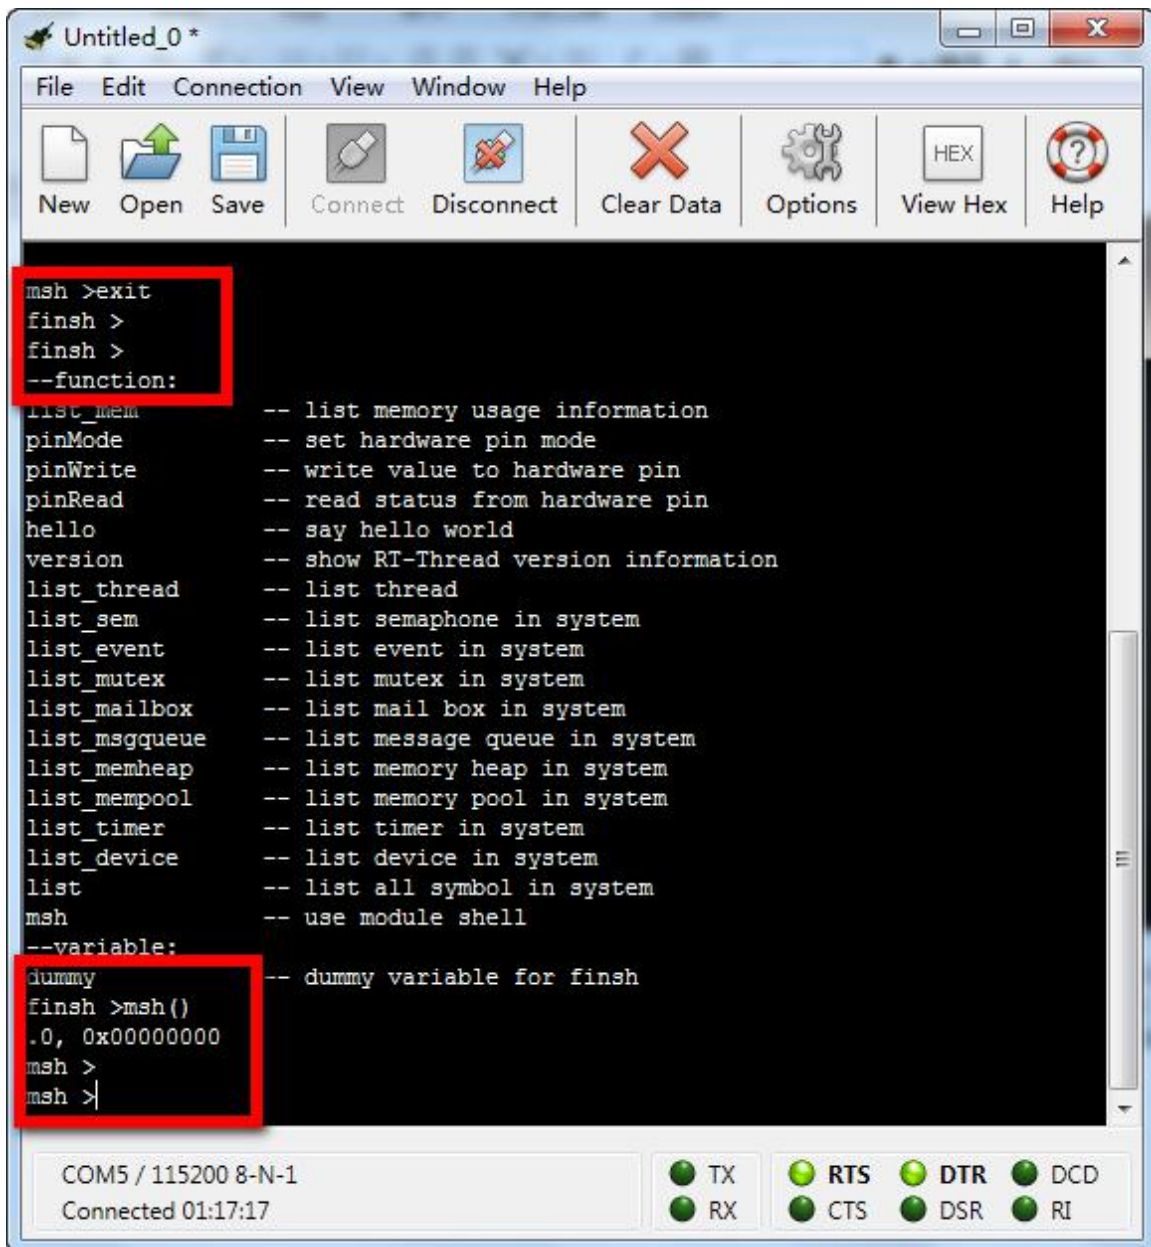 Untitled_0 *
File Edit Connection View Window Help
HEX
New Open Save Connect Disconnect Clear Data Options View Hex Help
msh >exit
finsh >
finsh >
--function:
list_mem -- list memory usage information
pinMode -- set hardware pin mode
pinWrite -- write value to hardware pin
pinRead -- read status from hardware pin
hello -- say hello world
version -- show RT-Thread version information
list_thread -- list thread
list_sem -- list semaphone in system
list_event -- list event in system
list_mutex -- list mutex in system
list_mailbox -- list mail box in system
list_msgqueue -- list message queue in system
list_memheap -- list memory heap in system
list_mempool -- list memory pool in system
list_timer -- list timer in system
list_device -- list device in system
list -- list all symbol in system
msh -- use module shell
--variable:
dummy -- dummy variable for finsh
finsh >msh()
.0, 0x00000000
msh >
msh >
COM5 / 115200 8-N-1
Connected 01:17:17
TX RTS DTR DCD
RX CTS DSR RI